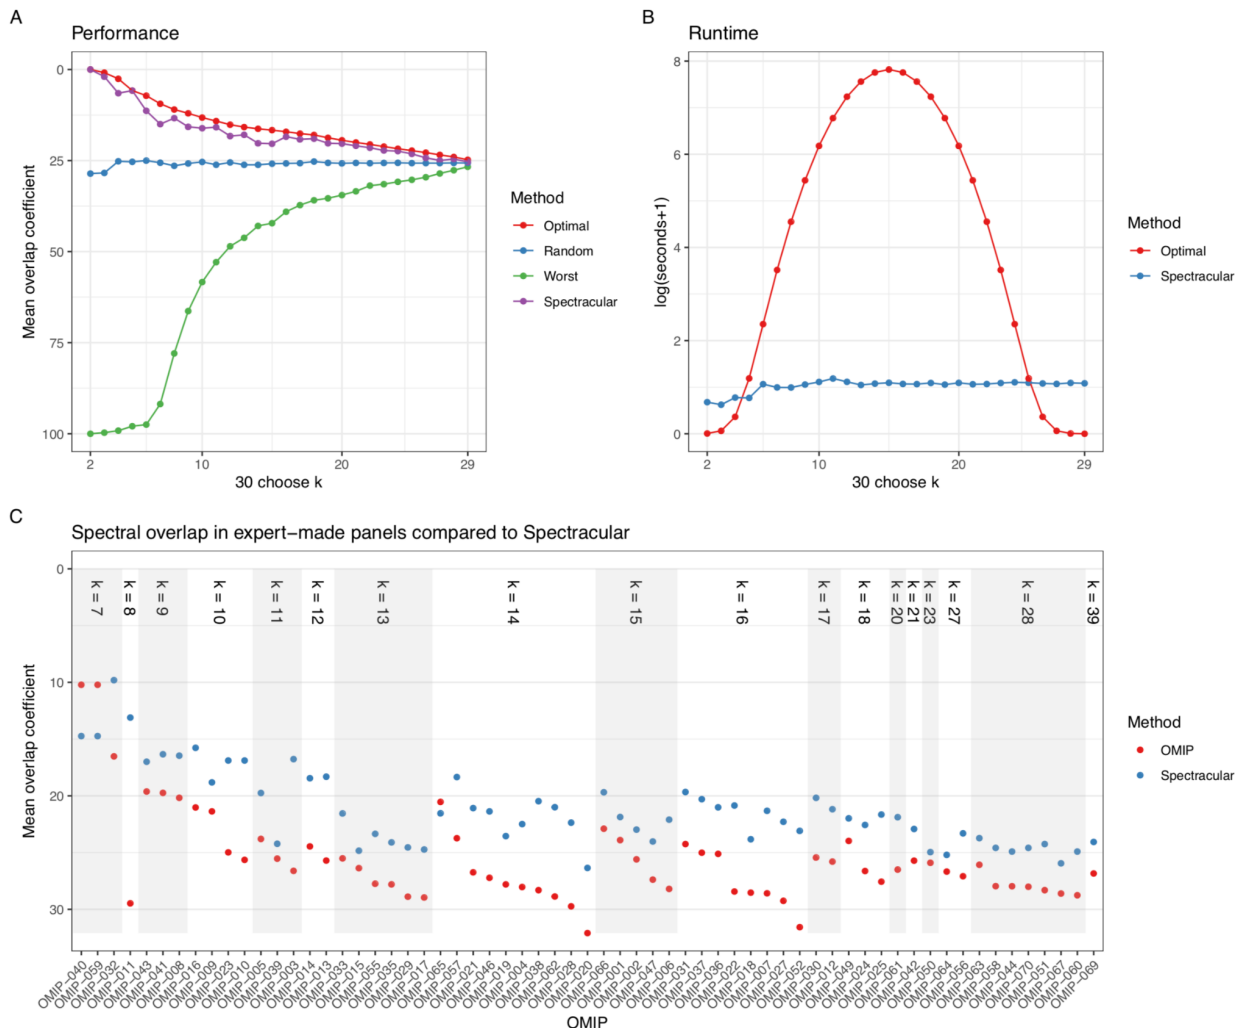 A
Performance
Mean overlap coefficient
0
25
50
75
100
2
10
20
29
30 choose k
Method
Optimal
Random
Worst
Spectracular
B
Runtime
log(seconds+1)
8
6
4
2
0
2
10
20
29
30 choose k
Method
Optimal
Spectracular
C
Spectral overlap in expert−made panels compared to Spectracular
Mean overlap coefficient
0
10
20
30
k = 7
k = 8
k = 9
k = 10
k = 11
k = 12
k = 13
k = 14
k = 15
k = 16
k = 17
k = 18
k = 20
k = 21
k = 23
k = 27
k = 28
k = 39
OMIP−040
OMIP−059
OMIP−032
OMIP−011
OMIP−043
OMIP−041
OMIP−008
OMIP−016
OMIP−009
OMIP−023
OMIP−010
OMIP−005
OMIP−039
OMIP−003
OMIP−014
OMIP−013
OMIP−033
OMIP−015
OMIP−055
OMIP−035
OMIP−029
OMIP−017
OMIP−065
OMIP−057
OMIP−021
OMIP−046
OMIP−019
OMIP−004
OMIP−038
OMIP−062
OMIP−028
OMIP−020
OMIP−066
OMIP−001
OMIP−002
OMIP−047
OMIP−006
OMIP−031
OMIP−037
OMIP−036
OMIP−022
OMIP−018
OMIP−007
OMIP−027
OMIP−052
OMIP−030
OMIP−012
OMIP−049
OMIP−024
OMIP−025
OMIP−061
OMIP−042
OMIP−050
OMIP−064
OMIP−056
OMIP−063
OMIP−058
OMIP−044
OMIP−070
OMIP−051
OMIP−067
OMIP−060
OMIP−069
OMIP
Method
OMIP
Spectracular